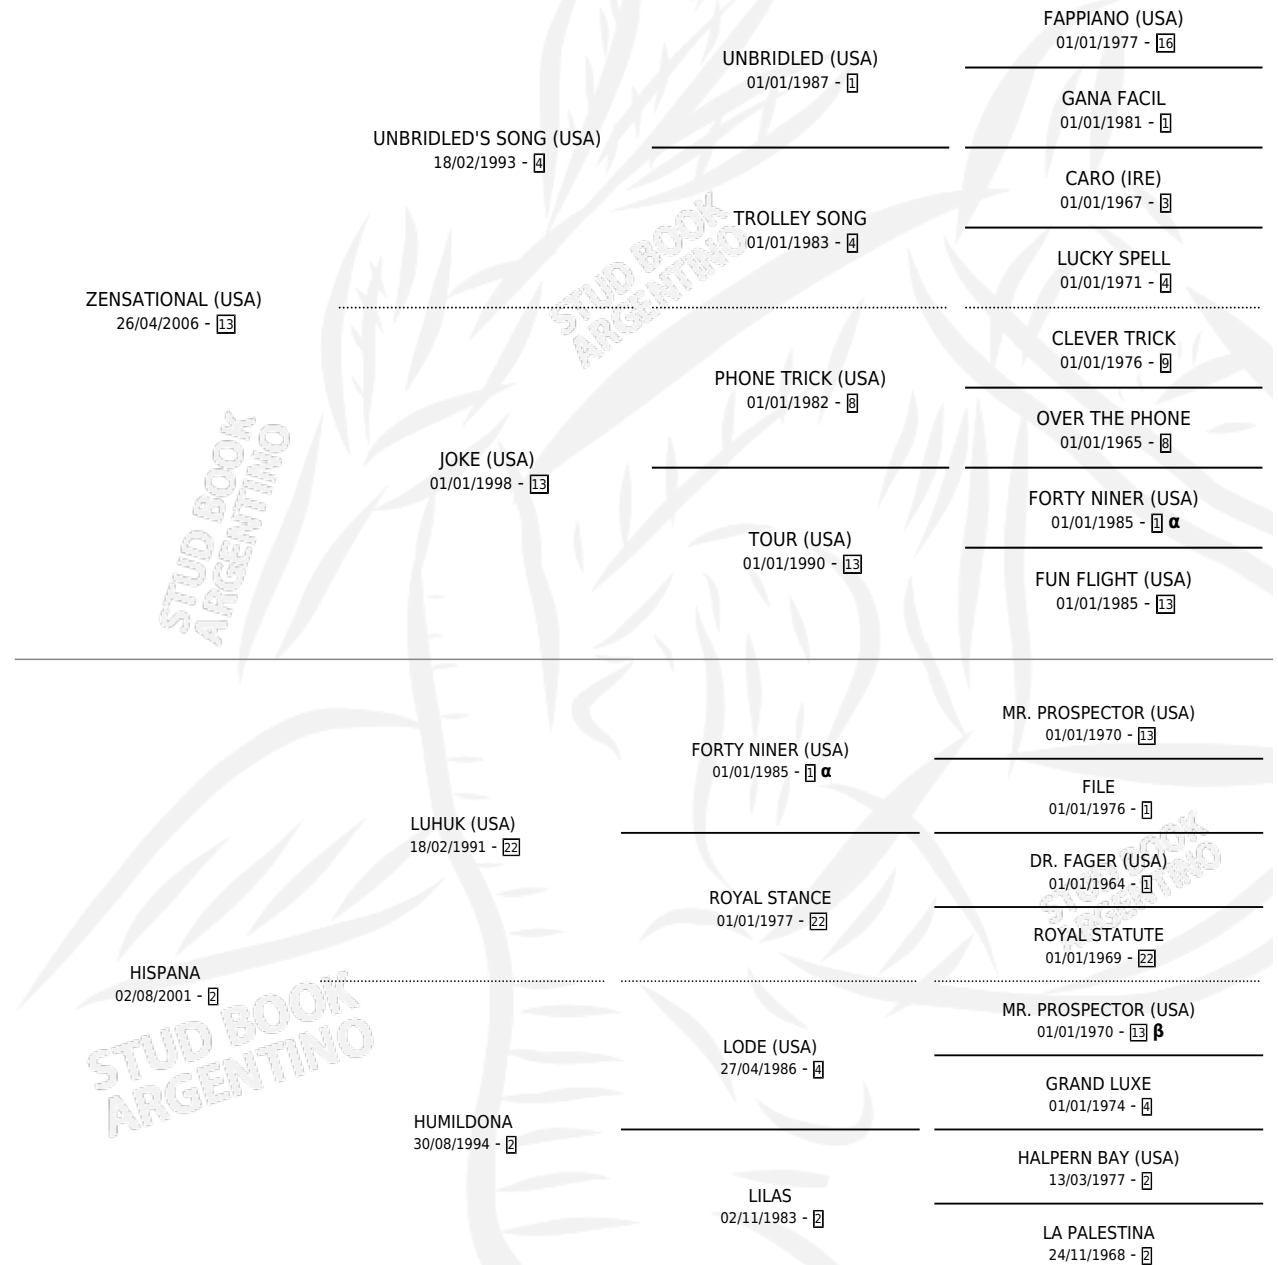 FAPPIANO (USA)
01/01/1977 - 16
UNBRIDLED (USA)
01/01/1987 - 1
GANA FACIL
01/01/1981 - 1
UNBRIDLED'S SONG (USA)
18/02/1993 - 4
CARO (IRE)
01/01/1967 - 3
TROLLEY SONG
01/01/1983 - 4
LUCKY SPELL
01/01/1971 - 4
STUD BOOK
ARGENTINO
ZENSATIONAL (USA)
26/04/2006 - 13
CLEVER TRICK
01/01/1976 - 9
PHONE TRICK (USA)
01/01/1982 - 8
OVER THE PHONE
01/01/1965 - 8
JOKE (USA)
01/01/1998 - 13
FORTY NINER (USA)
01/01/1985 - 1 α
TOUR (USA)
01/01/1990 - 13
FUN FLIGHT (USA)
01/01/1985 - 13
STUD BOOK
ARGENTINO
MR. PROSPECTOR (USA)
01/01/1970 - 13
FORTY NINER (USA)
01/01/1985 - 1 α
FILE
01/01/1976 - 1
LUHUK (USA)
18/02/1991 - 22
DR. FAGER (USA)
01/01/1964 - 1
STUD BOOK
ARGENTINO
ROYAL STANCE
01/01/1977 - 22
ROYAL STATUTE
01/01/1969 - 22
HISPANA
02/08/2001 - 2
MR. PROSPECTOR (USA)
01/01/1970 - 13 β
STUD BOOK
ARGENTINO
LODE (USA)
27/04/1986 - 4
GRAND LUXE
01/01/1974 - 4
HUMILDONA
30/08/1994 - 2
HALPERN BAY (USA)
13/03/1977 - 2
LILAS
02/11/1983 - 2
LA PALESTINA
24/11/1968 - 2